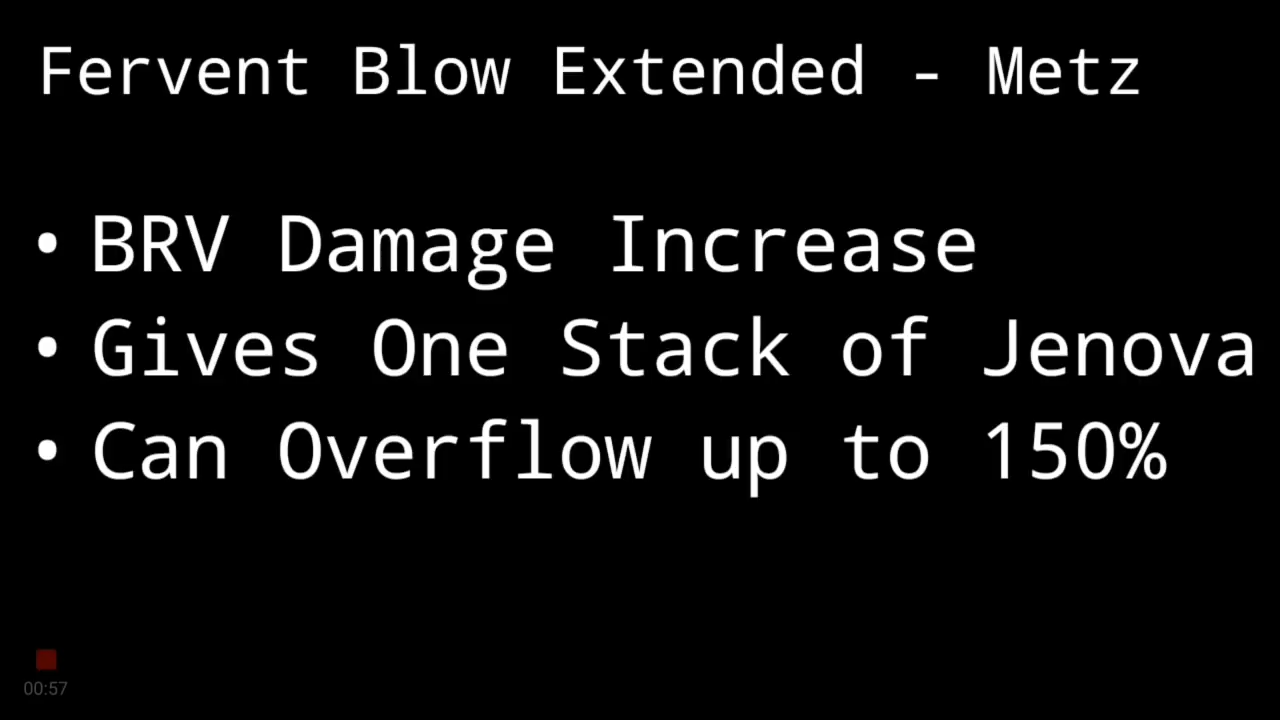 Fervent Blow Extended - Metz
• BRV Damage Increase
• Gives One Stack of Jenova
• Can Overflow up to 150%
00:57